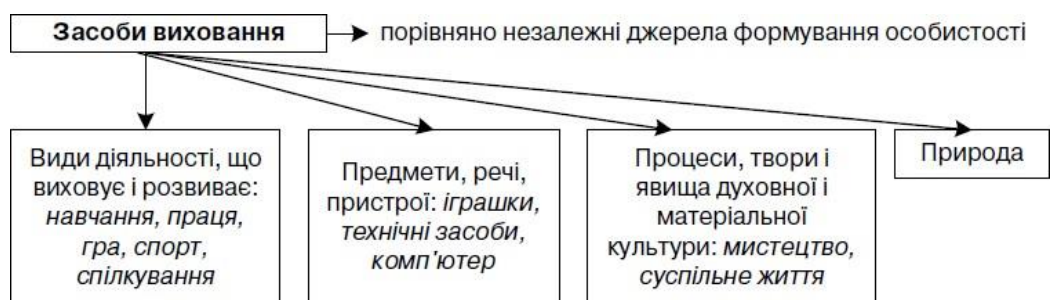 Засоби виховання
порівняно незалежні джерела формування особистості
Види діяльності, що
виховує і розвиває:
навчання, праця,
гра, спорт,
спілкування
Предмети, речі,
пристрої: іграшки,
технічні засоби,
комп'ютер
Процеси, твори і
явища духовної і
матеріальної
культури: мистецтво,
суспільне життя
Природа